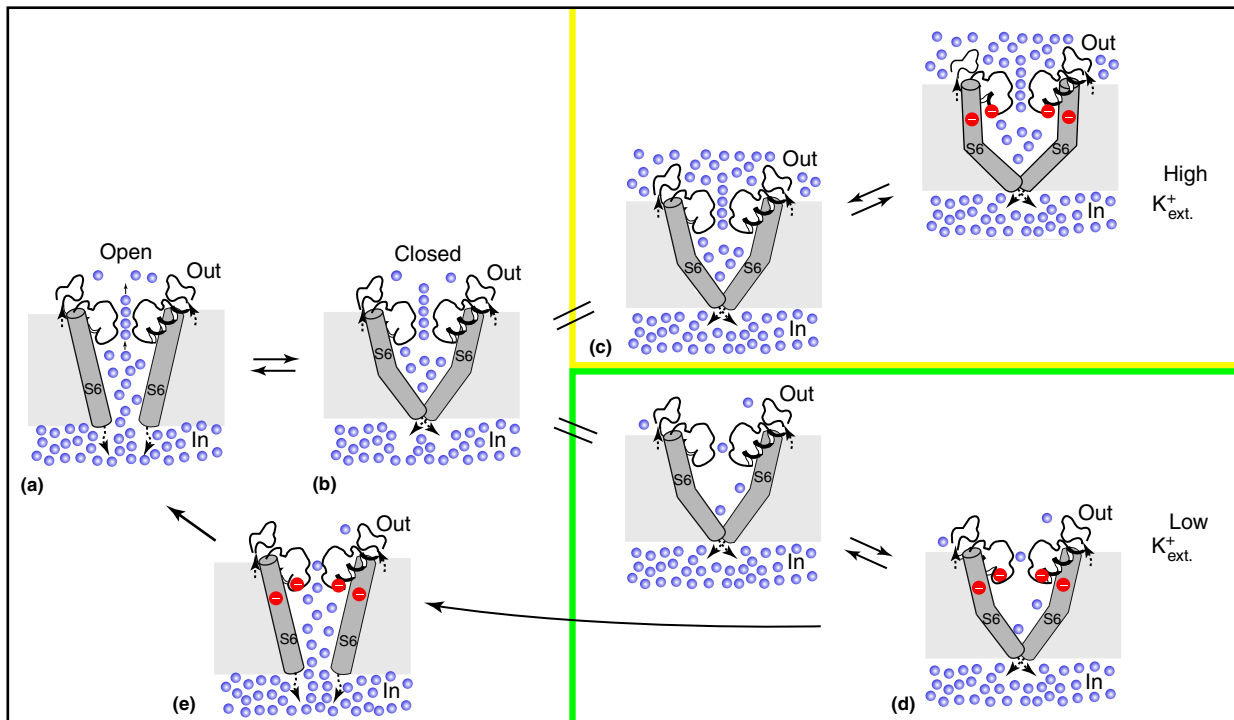 Open
Out
S6
S6
In
(a)
Closed
Out
S6
S6
In
(b)
Out
S6
S6
In
(c)
Out
S6
S6
In
High
K+ext.
Out
S6
S6
In
Out
S6
S6
In
(d)
Low
K+ext.
Out
S6
S6
In
(e)